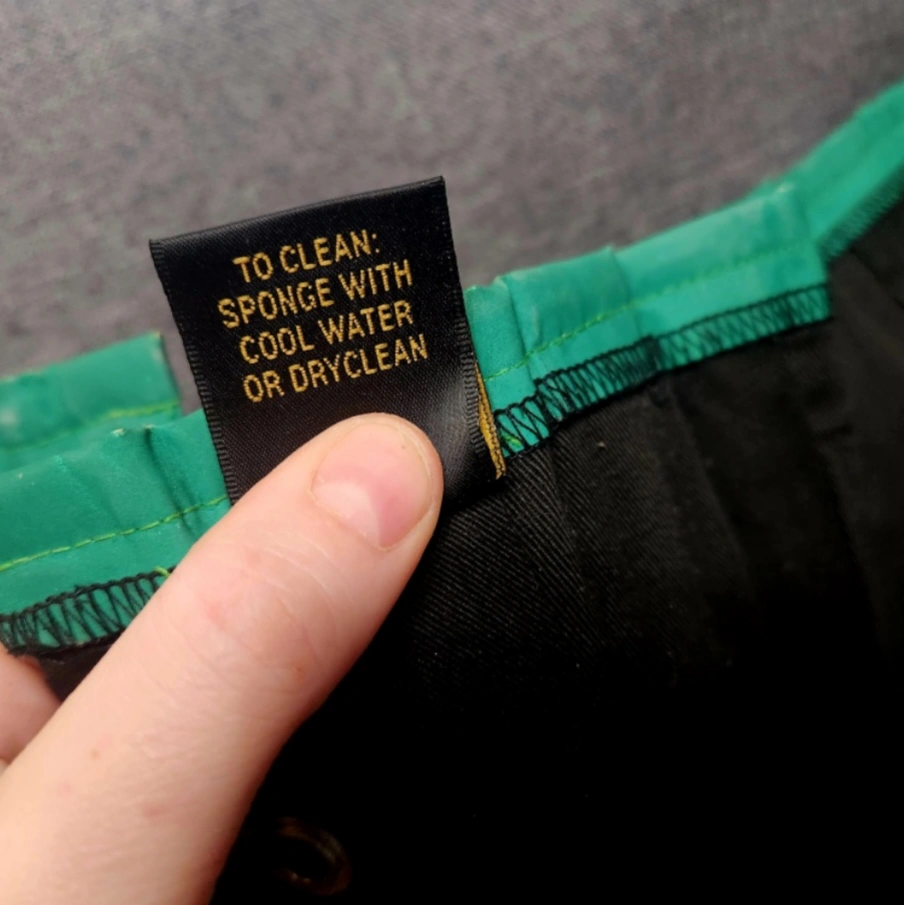 TO CLEAN:
SPONGE WITH
COOL WATER
OR DRYCLEAN